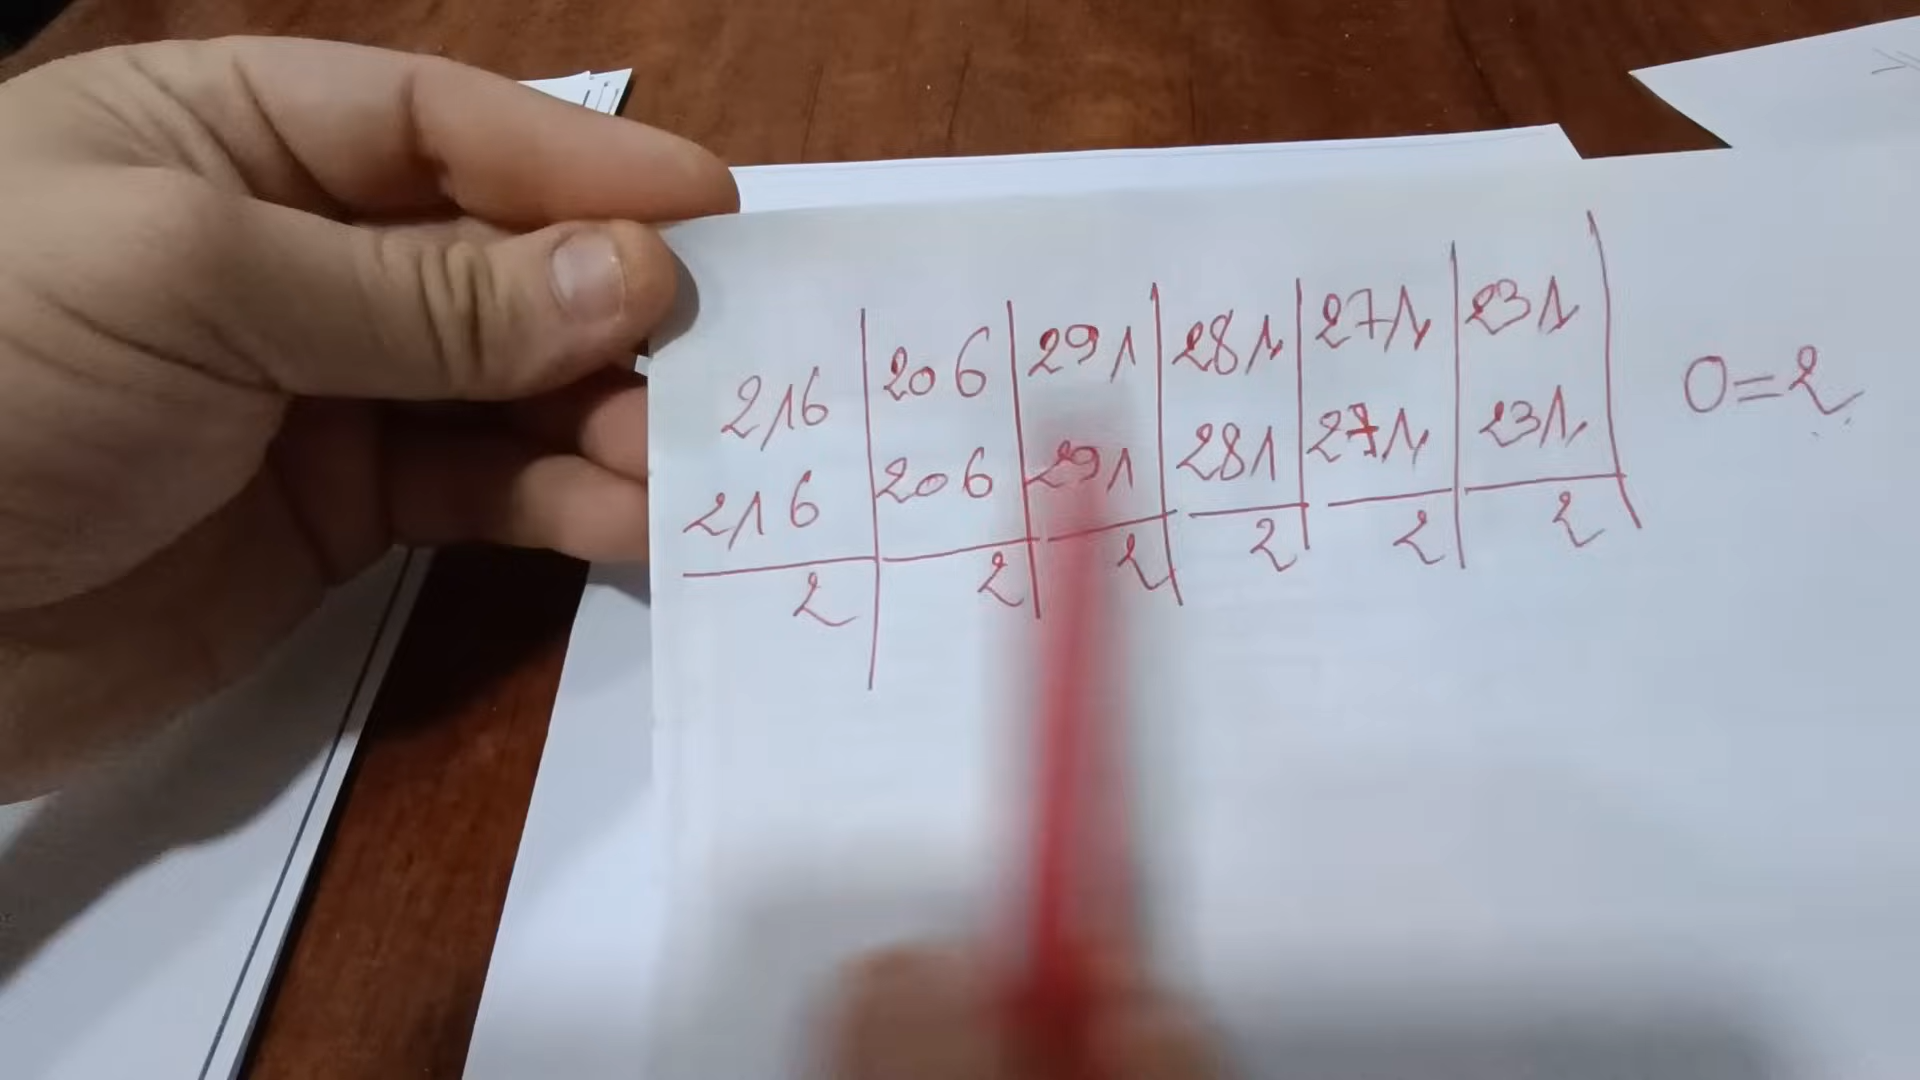 216 | 206 | 291 | 281 | 271 | 231 |
216 | 206 | 291 | 281 | 271 | 231 | 0=2
2 | 2 | 2 | 2 | 2 | 2